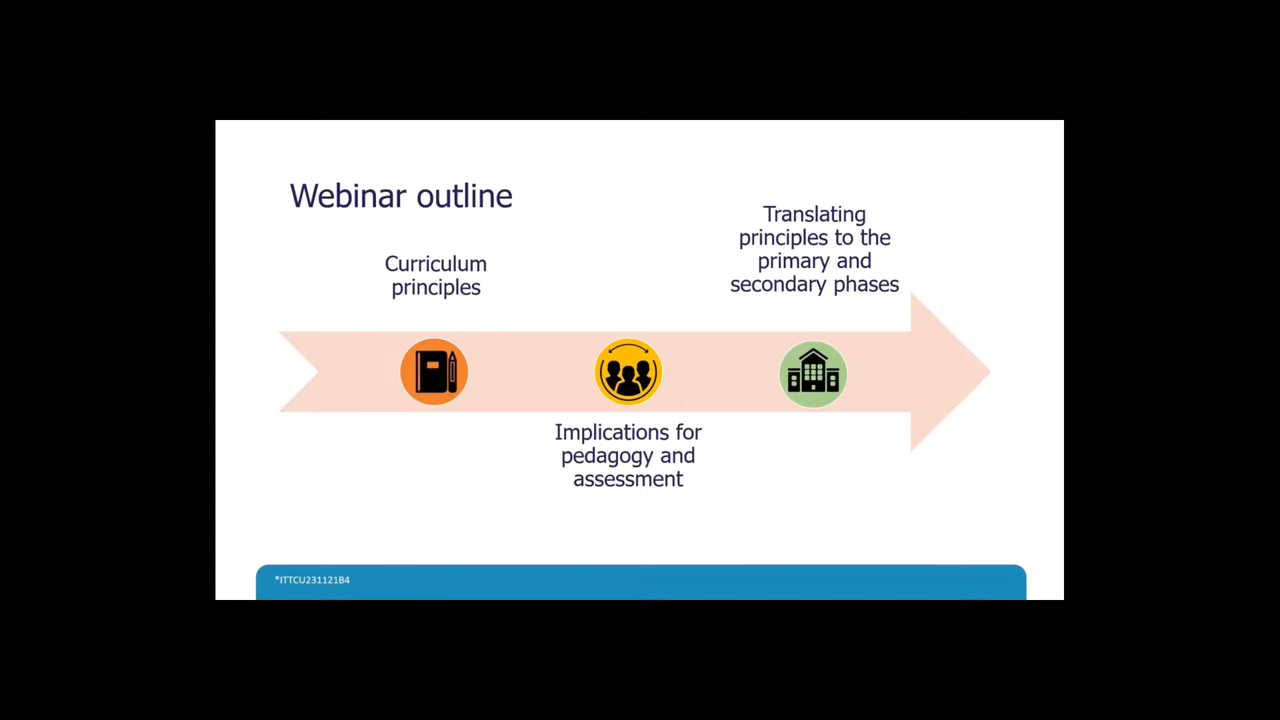 Webinar outline
Curriculum
principles
Implications for
pedagogy and
assessment
Translating
principles to the
primary and
secondary phases
*ITTCU231121B4